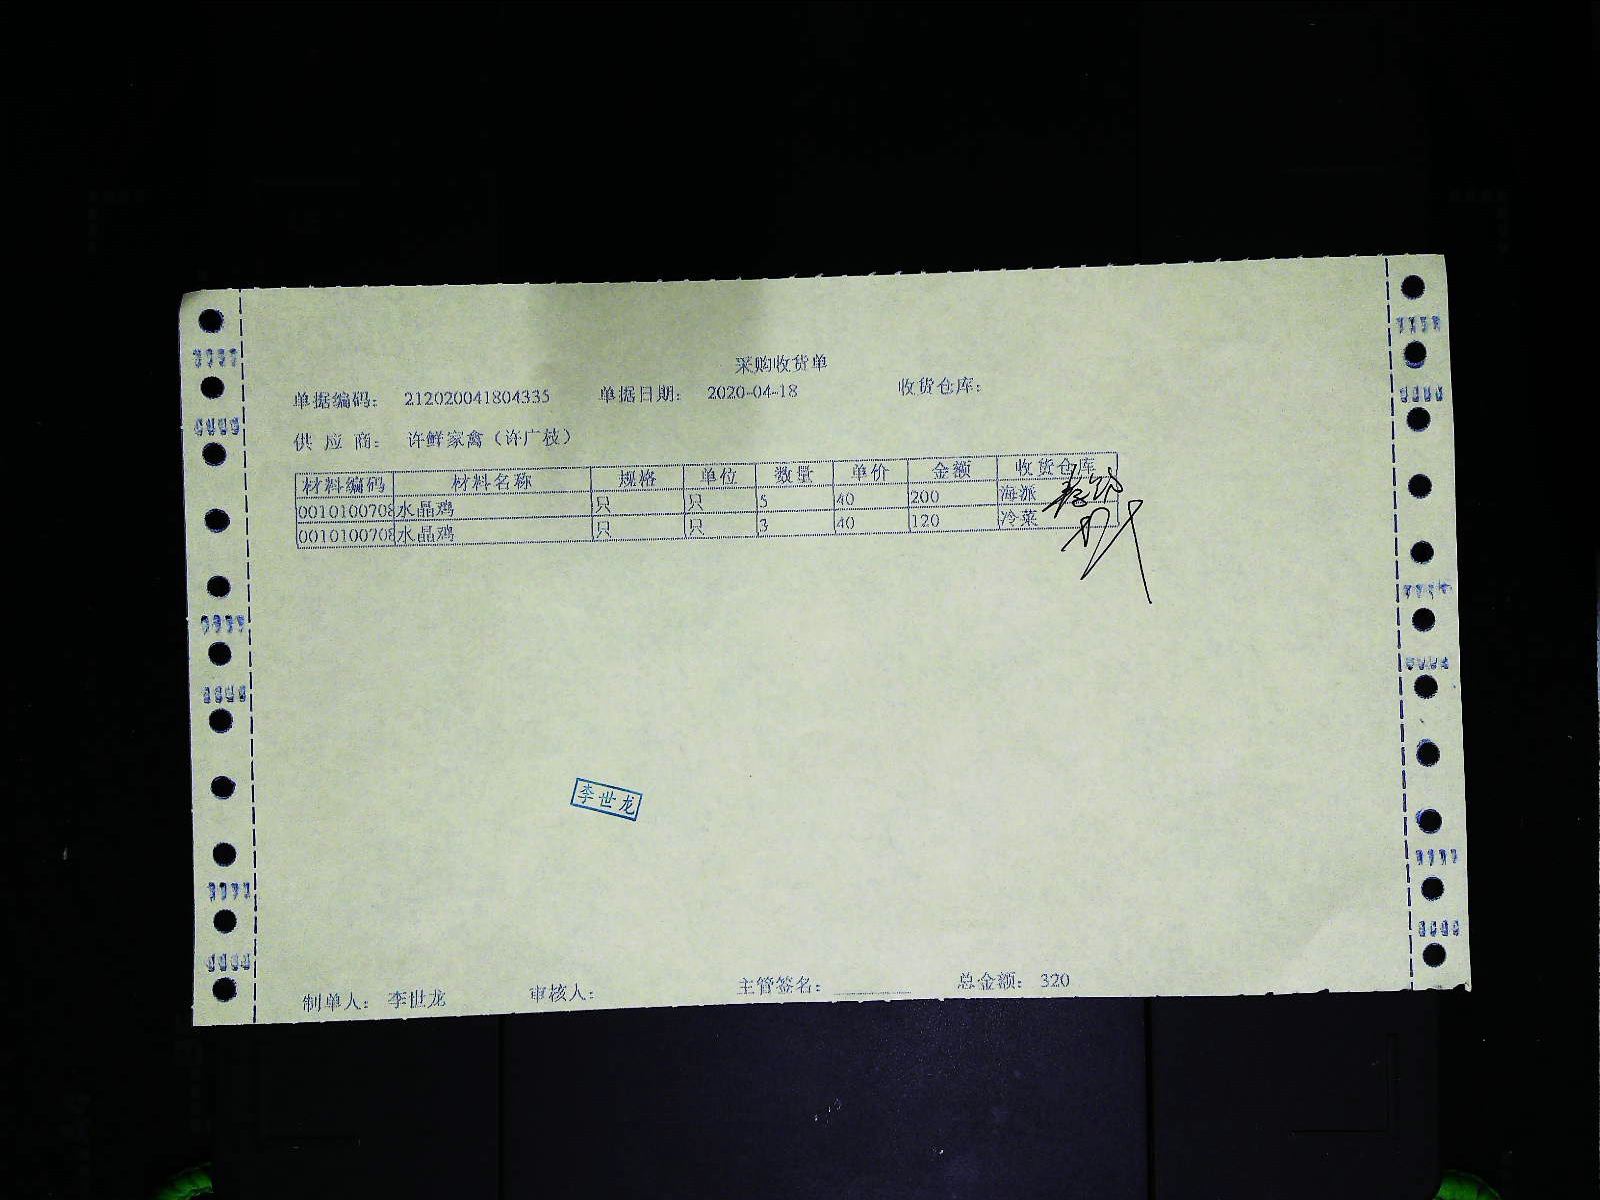 采购收货单
单据编码： 212020041804335 单据日期： 2020-04-18 收货仓库：
供 应 商： 许鲜家禽（许广枝）
材料编码 材料名称 规格 单位 数量 单价 金额 收货仓库
0010100708 水晶鸡 只 只 5 40 200 海派
0010100708 水晶鸡 只 只 3 40 120 冷菜
李世龙
制单人： 李世龙 审核人： 主管签名： 总金额： 320